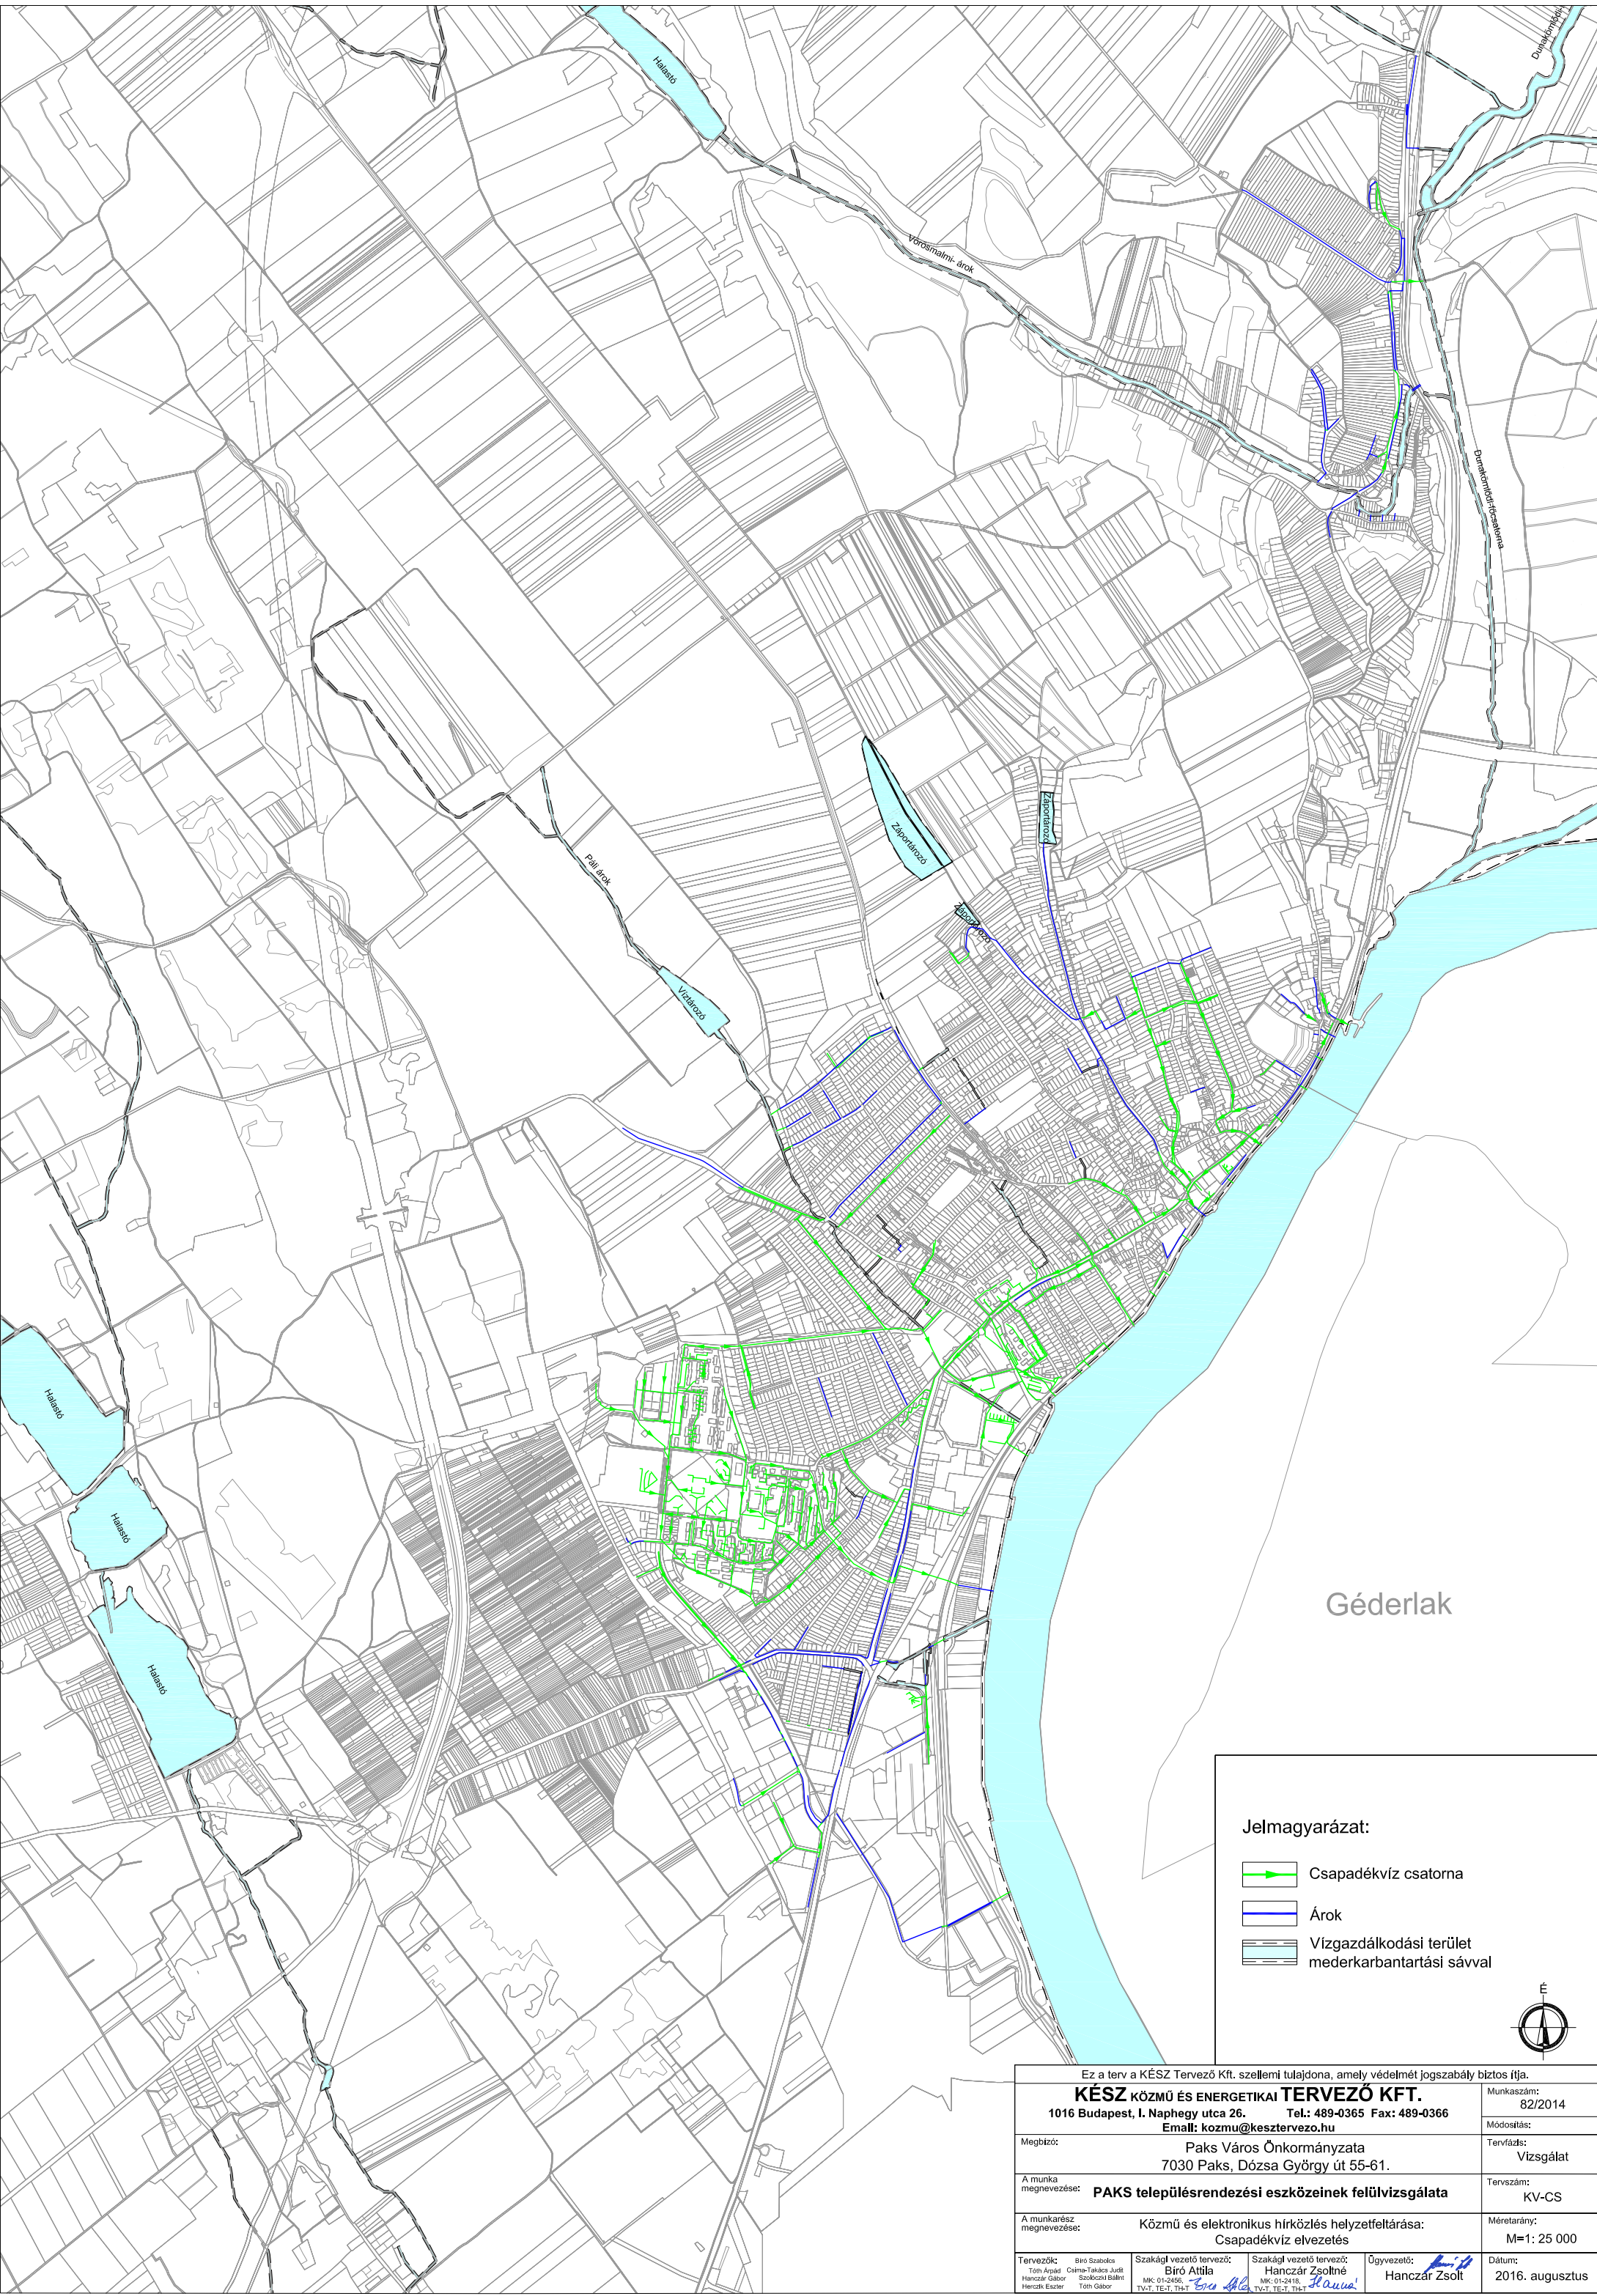 Halastó
Dunakömlődi-
Vörösmalmi- árok
Dunakömlődi-főcsatorna
Záportározó
Záportározó
Záportározó
Páli árok
Víztározó
Halastó
Halastó
Halastó
Géderlak
Jelmagyarázat:
Csapadékvíz csatorna
Árok
Vízgazdálkodási terület
mederkarbantartási sávval
É
Ez a terv a KÉSZ Tervező Kft. szellemi tulajdona, amely védelmét jogszabály biztos ítja.
KÉSZ KÖZMŰ ÉS ENERGETIKAI TERVEZŐ KFT.
1016 Budapest, I. Naphegy utca 26. Tel.: 489-0365 Fax: 489-0366
Email: kozmu@kesztervezo.hu
Munkaszám:
82/2014
Módosítás:
Megbízó:
Paks Város Önkormányzata
7030 Paks, Dózsa György út 55-61.
Tervfázis:
Vizsgálat
A munka
megnevezése:
PAKS településrendezési eszközeinek felülvizsgálata
Tervszám:
KV-CS
A munkarész
megnevezése:
Közmű és elektronikus hírközlés helyzetfeltárása:
Csapadékvíz elvezetés
Méretarány:
M=1: 25 000
Tervezők:
Bíró Szabolcs
Tóth Árpád Csima-Takács Judit
Hanczár Gábor Szolóczki Bálint
Herczik Eszter Tóth Gábor
Szakági vezető tervező:
Bíró Attila
MK: 01-2456,
TV-T, TE-T, TH-T
Szakági vezető tervező:
Hanczár Zsoltné
MK: 01-2418,
TV-T, TE-T, TH-T
Ügyvezető:
Hanczár Zsolt
Dátum:
2016. augusztus